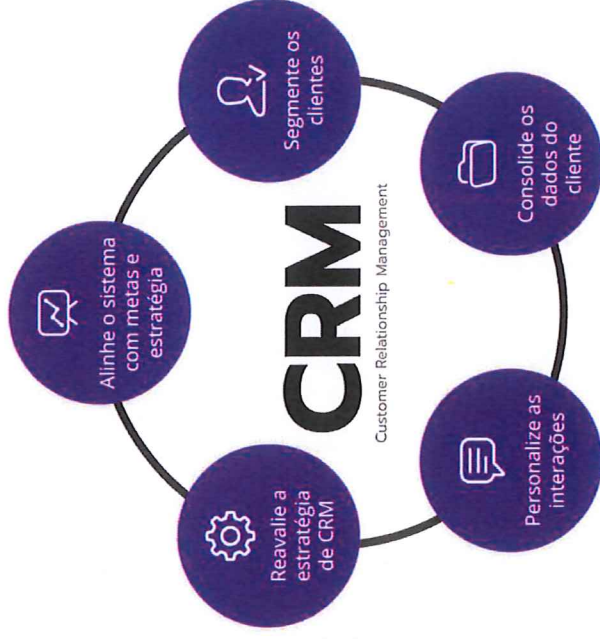 Alinhe o sistema
com metas e
estratégia
Segmente os
clientes
Consolide os
dados do
cliente
Personalize as
interações
Reavalie a
estratégia
de CRM
CRM
Customer Relationship Management